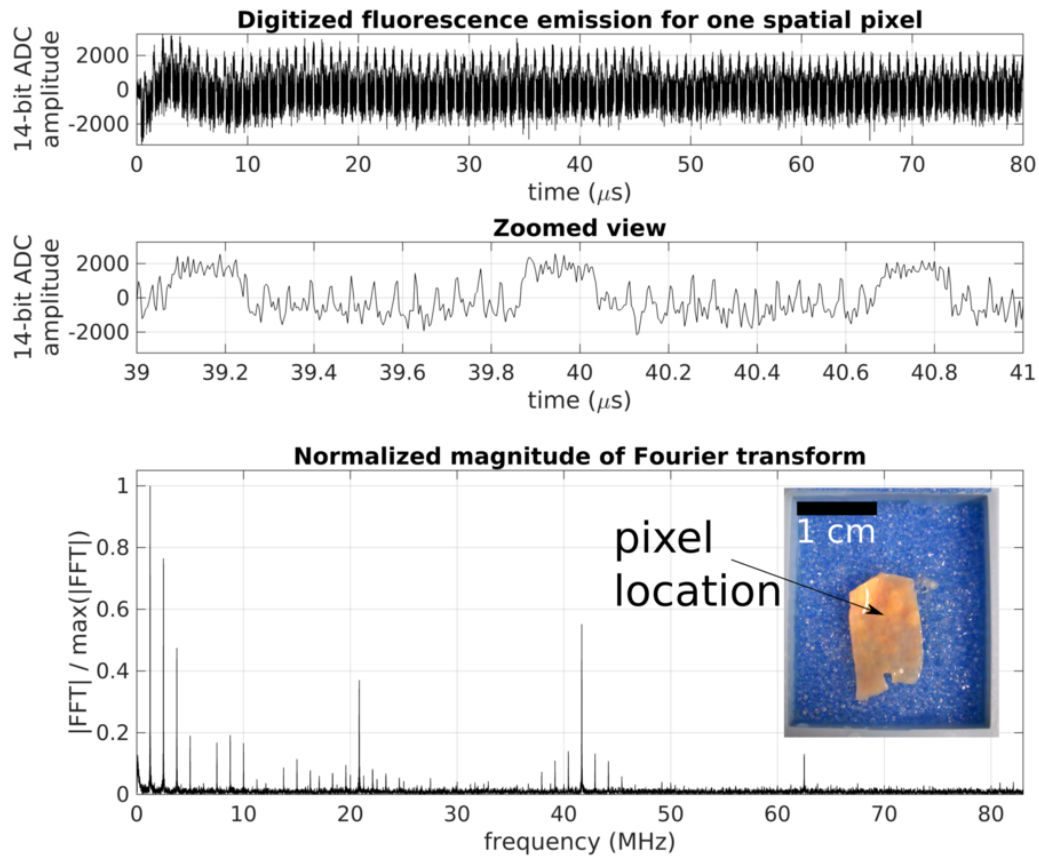 Digitized fluorescence emission for one spatial pixel
14-bit ADC
amplitude
2000
0
-2000
0 10 20 30 40 50 60 70 80
time (μs)
Zoomed view
14-bit ADC
amplitude
2000
0
-2000
39 39.2 39.4 39.6 39.8 40 40.2 40.4 40.6 40.8 41
time (μs)
Normalized magnitude of Fourier transform
|FFT| / max(|FFT|)
1
0.8
0.6
0.4
0.2
0
pixel
location
1 cm
0 10 20 30 40 50 60 70 80
frequency (MHz)